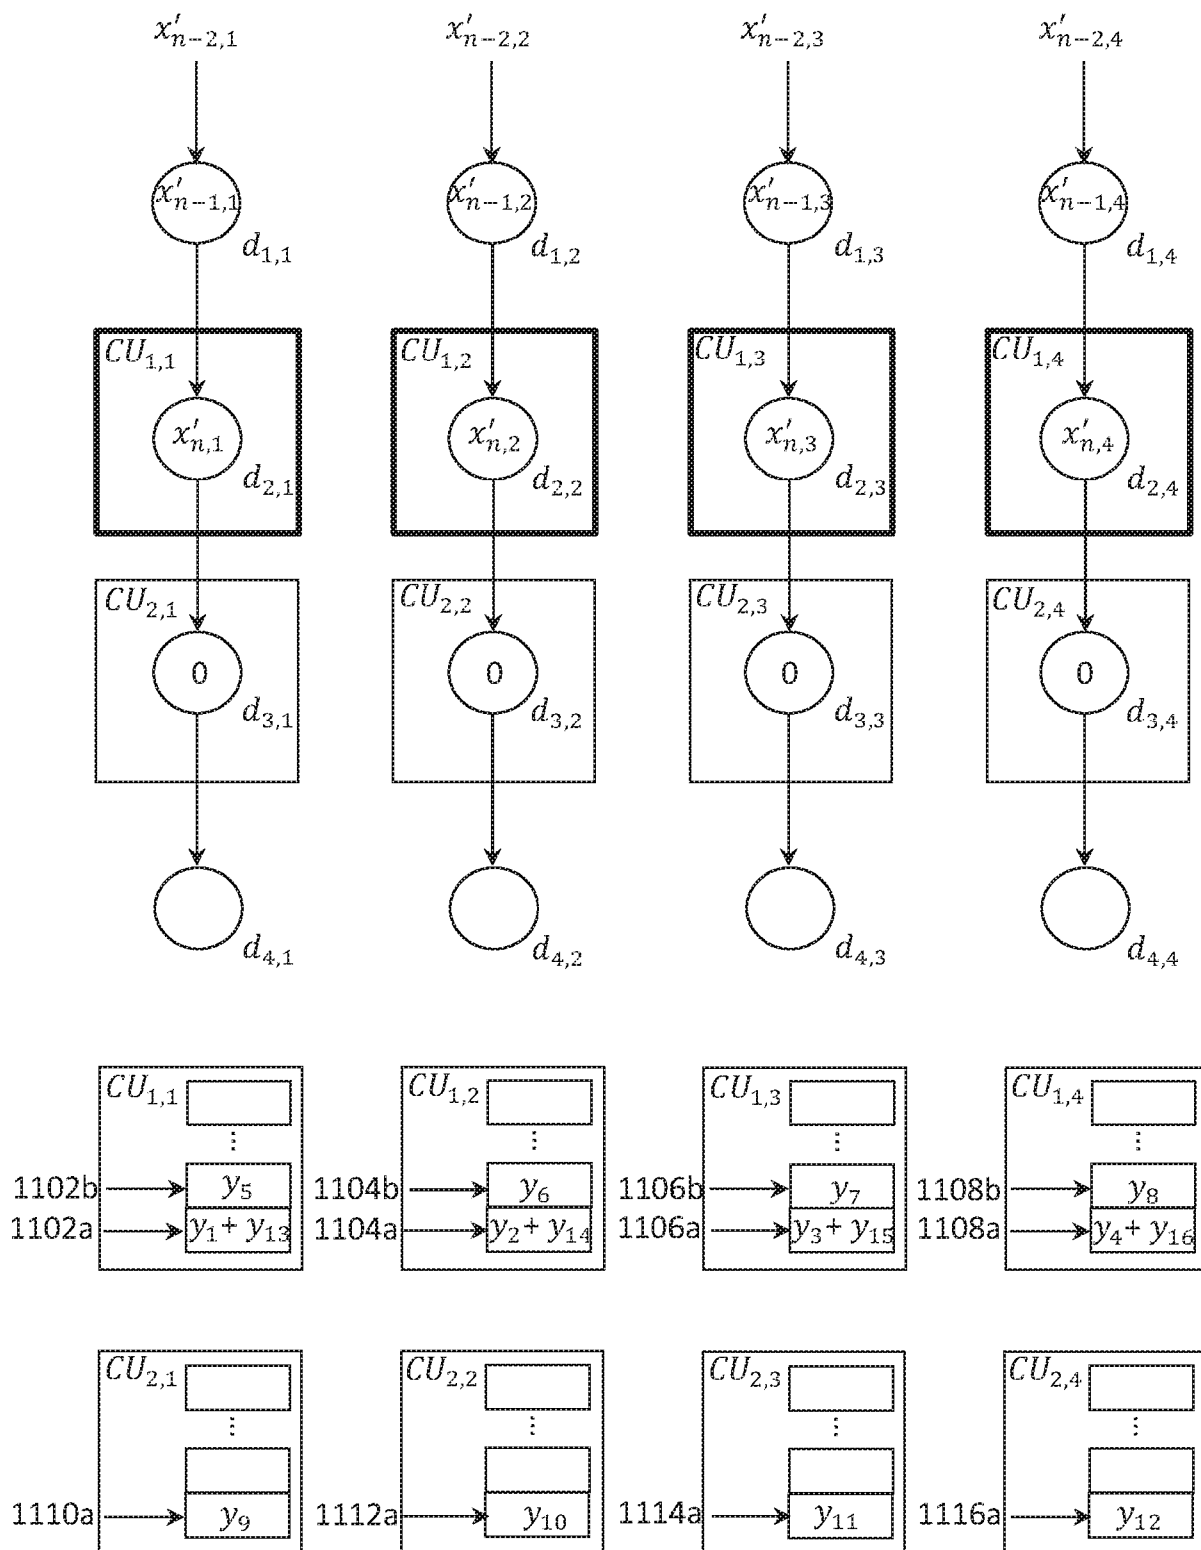 x′n−2,1 x′n−2,2 x′n−2,3 x′n−2,4
x′n−1,1 x′n−1,2 x′n−1,3 x′n−1,4
d1,1 d1,2 d1,3 d1,4
CU1,1 CU1,2 CU1,3 CU1,4
x′n,1 x′n,2 x′n,3 x′n,4
d2,1 d2,2 d2,3 d2,4
CU2,1 CU2,2 CU2,3 CU2,4
0 0 0 0
d3,1 d3,2 d3,3 d3,4
d4,1 d4,2 d4,3 d4,4
CU1,1 CU1,2 CU1,3 CU1,4
⋮ ⋮ ⋮ ⋮
1102b y5 1104b y6 1106b y7 1108b y8
1102a y1 + y13 1104a y2 + y14 1106a y3 + y15 1108a y4 + y16
CU2,1 CU2,2 CU2,3 CU2,4
⋮ ⋮ ⋮ ⋮
1110a y9 1112a y10 1114a y11 1116a y12